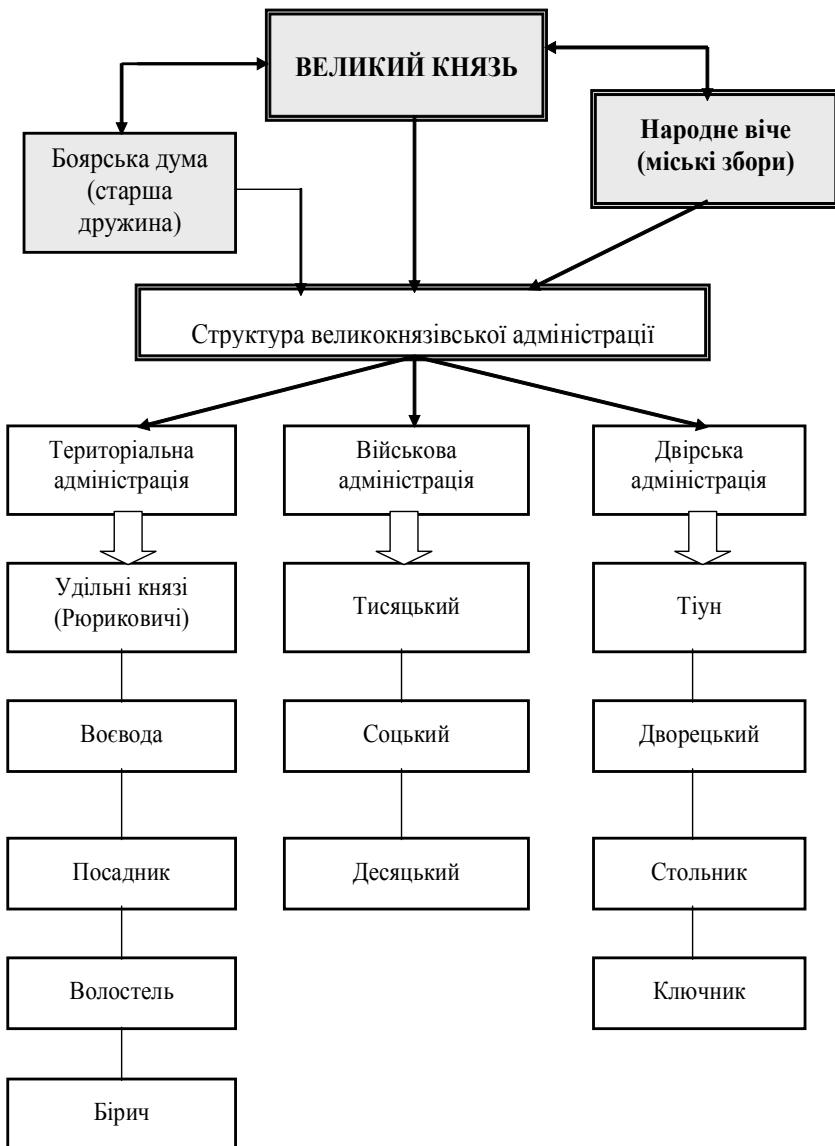 ВЕЛИКИЙ КНЯЗЬ
Боярська дума
(старша
дружина)
Народне віче
(міські збори)
Структура великокнязівської адміністрації
Територіальна
адміністрація
Військова
адміністрація
Двірська
адміністрація
Удільні князі
(Рюриковичі)
Тисяцький
Тіун
Воєвода
Соцький
Дворецький
Посадник
Десяцький
Стольник
Волостель
Ключник
Бірич